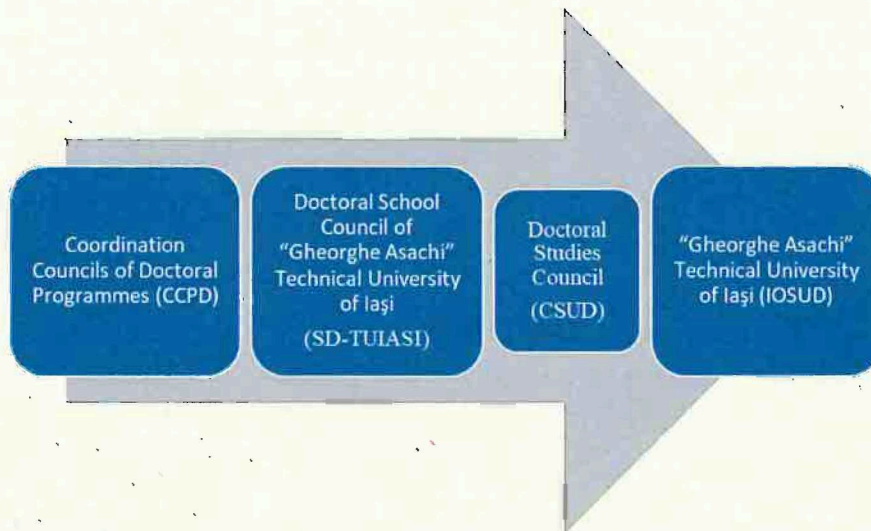 Coordination
Councils of Doctoral
Programmes (CCPD)
Doctoral School
Council of
“Gheorghe Asachi”
Technical University
of Iaşi
(SD-TUIASI)
Doctoral
Studies
Council
(CSUD)
“Gheorghe Asachi”
Technical University
of Iaşi (IOSUD)